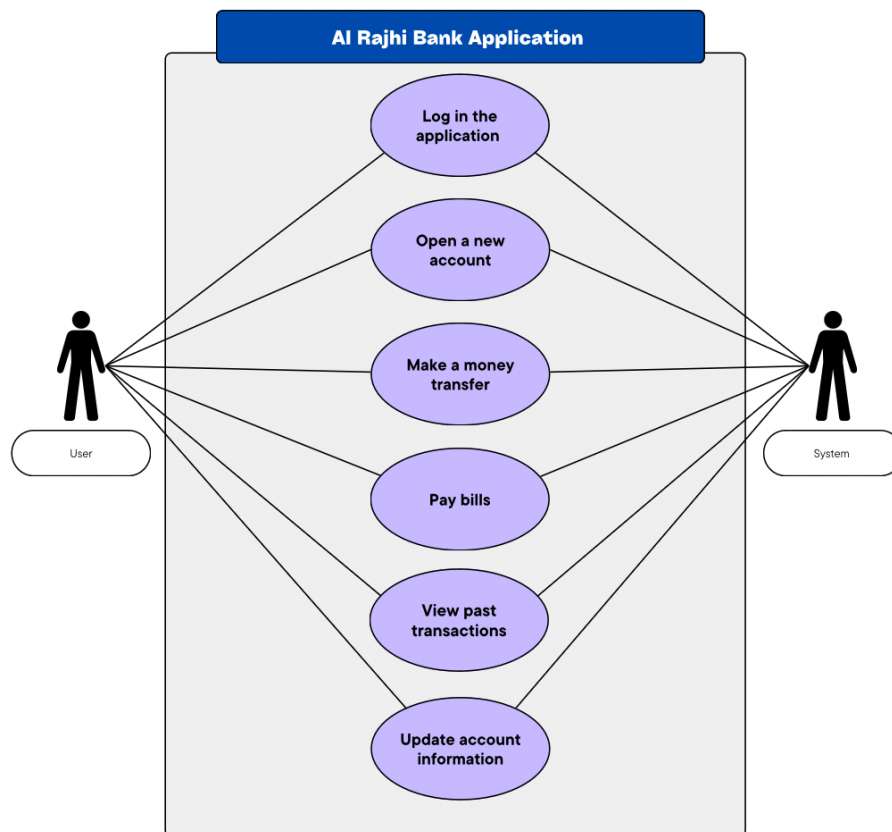 Al Rajhi Bank Application
Log in the
application
Open a new
account
Make a money
transfer
User
System
Pay bills
View past
transactions
Update account
information